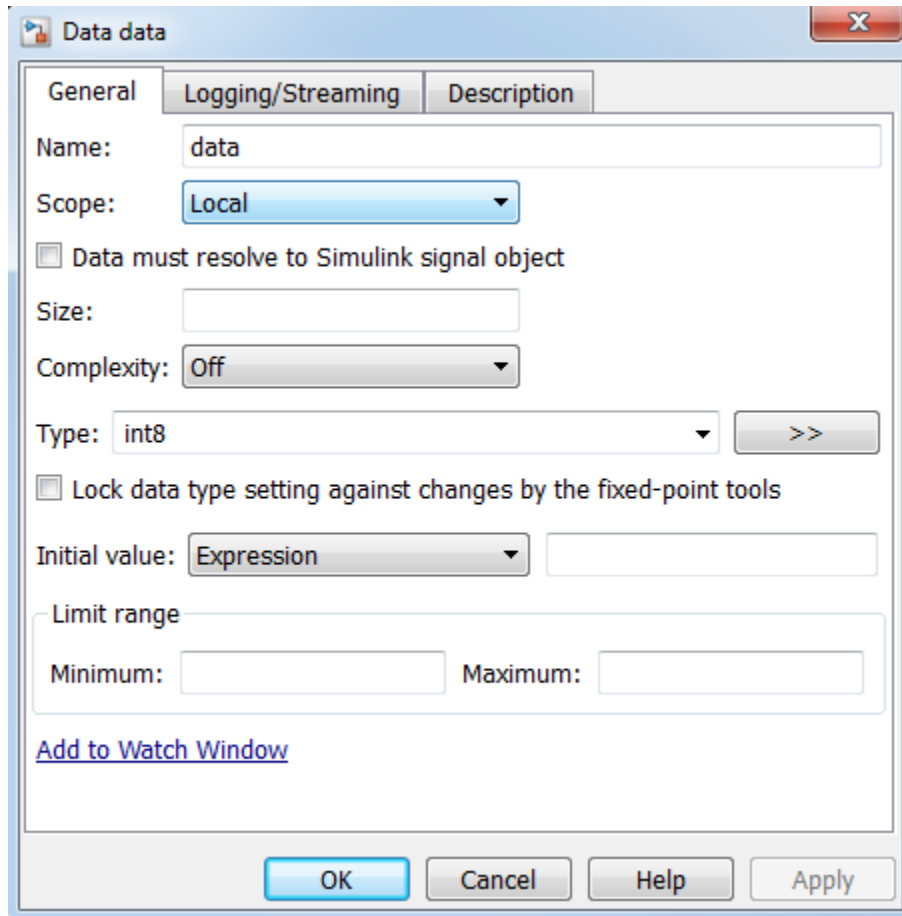 Data data
General Logging/Streaming Description
Name: data
Scope: Local
Data must resolve to Simulink signal object
Size:
Complexity: Off
Type: int8 >>
Lock data type setting against changes by the fixed-point tools
Initial value: Expression
Limit range
Minimum: Maximum:
Add to Watch Window
OK Cancel Help Apply